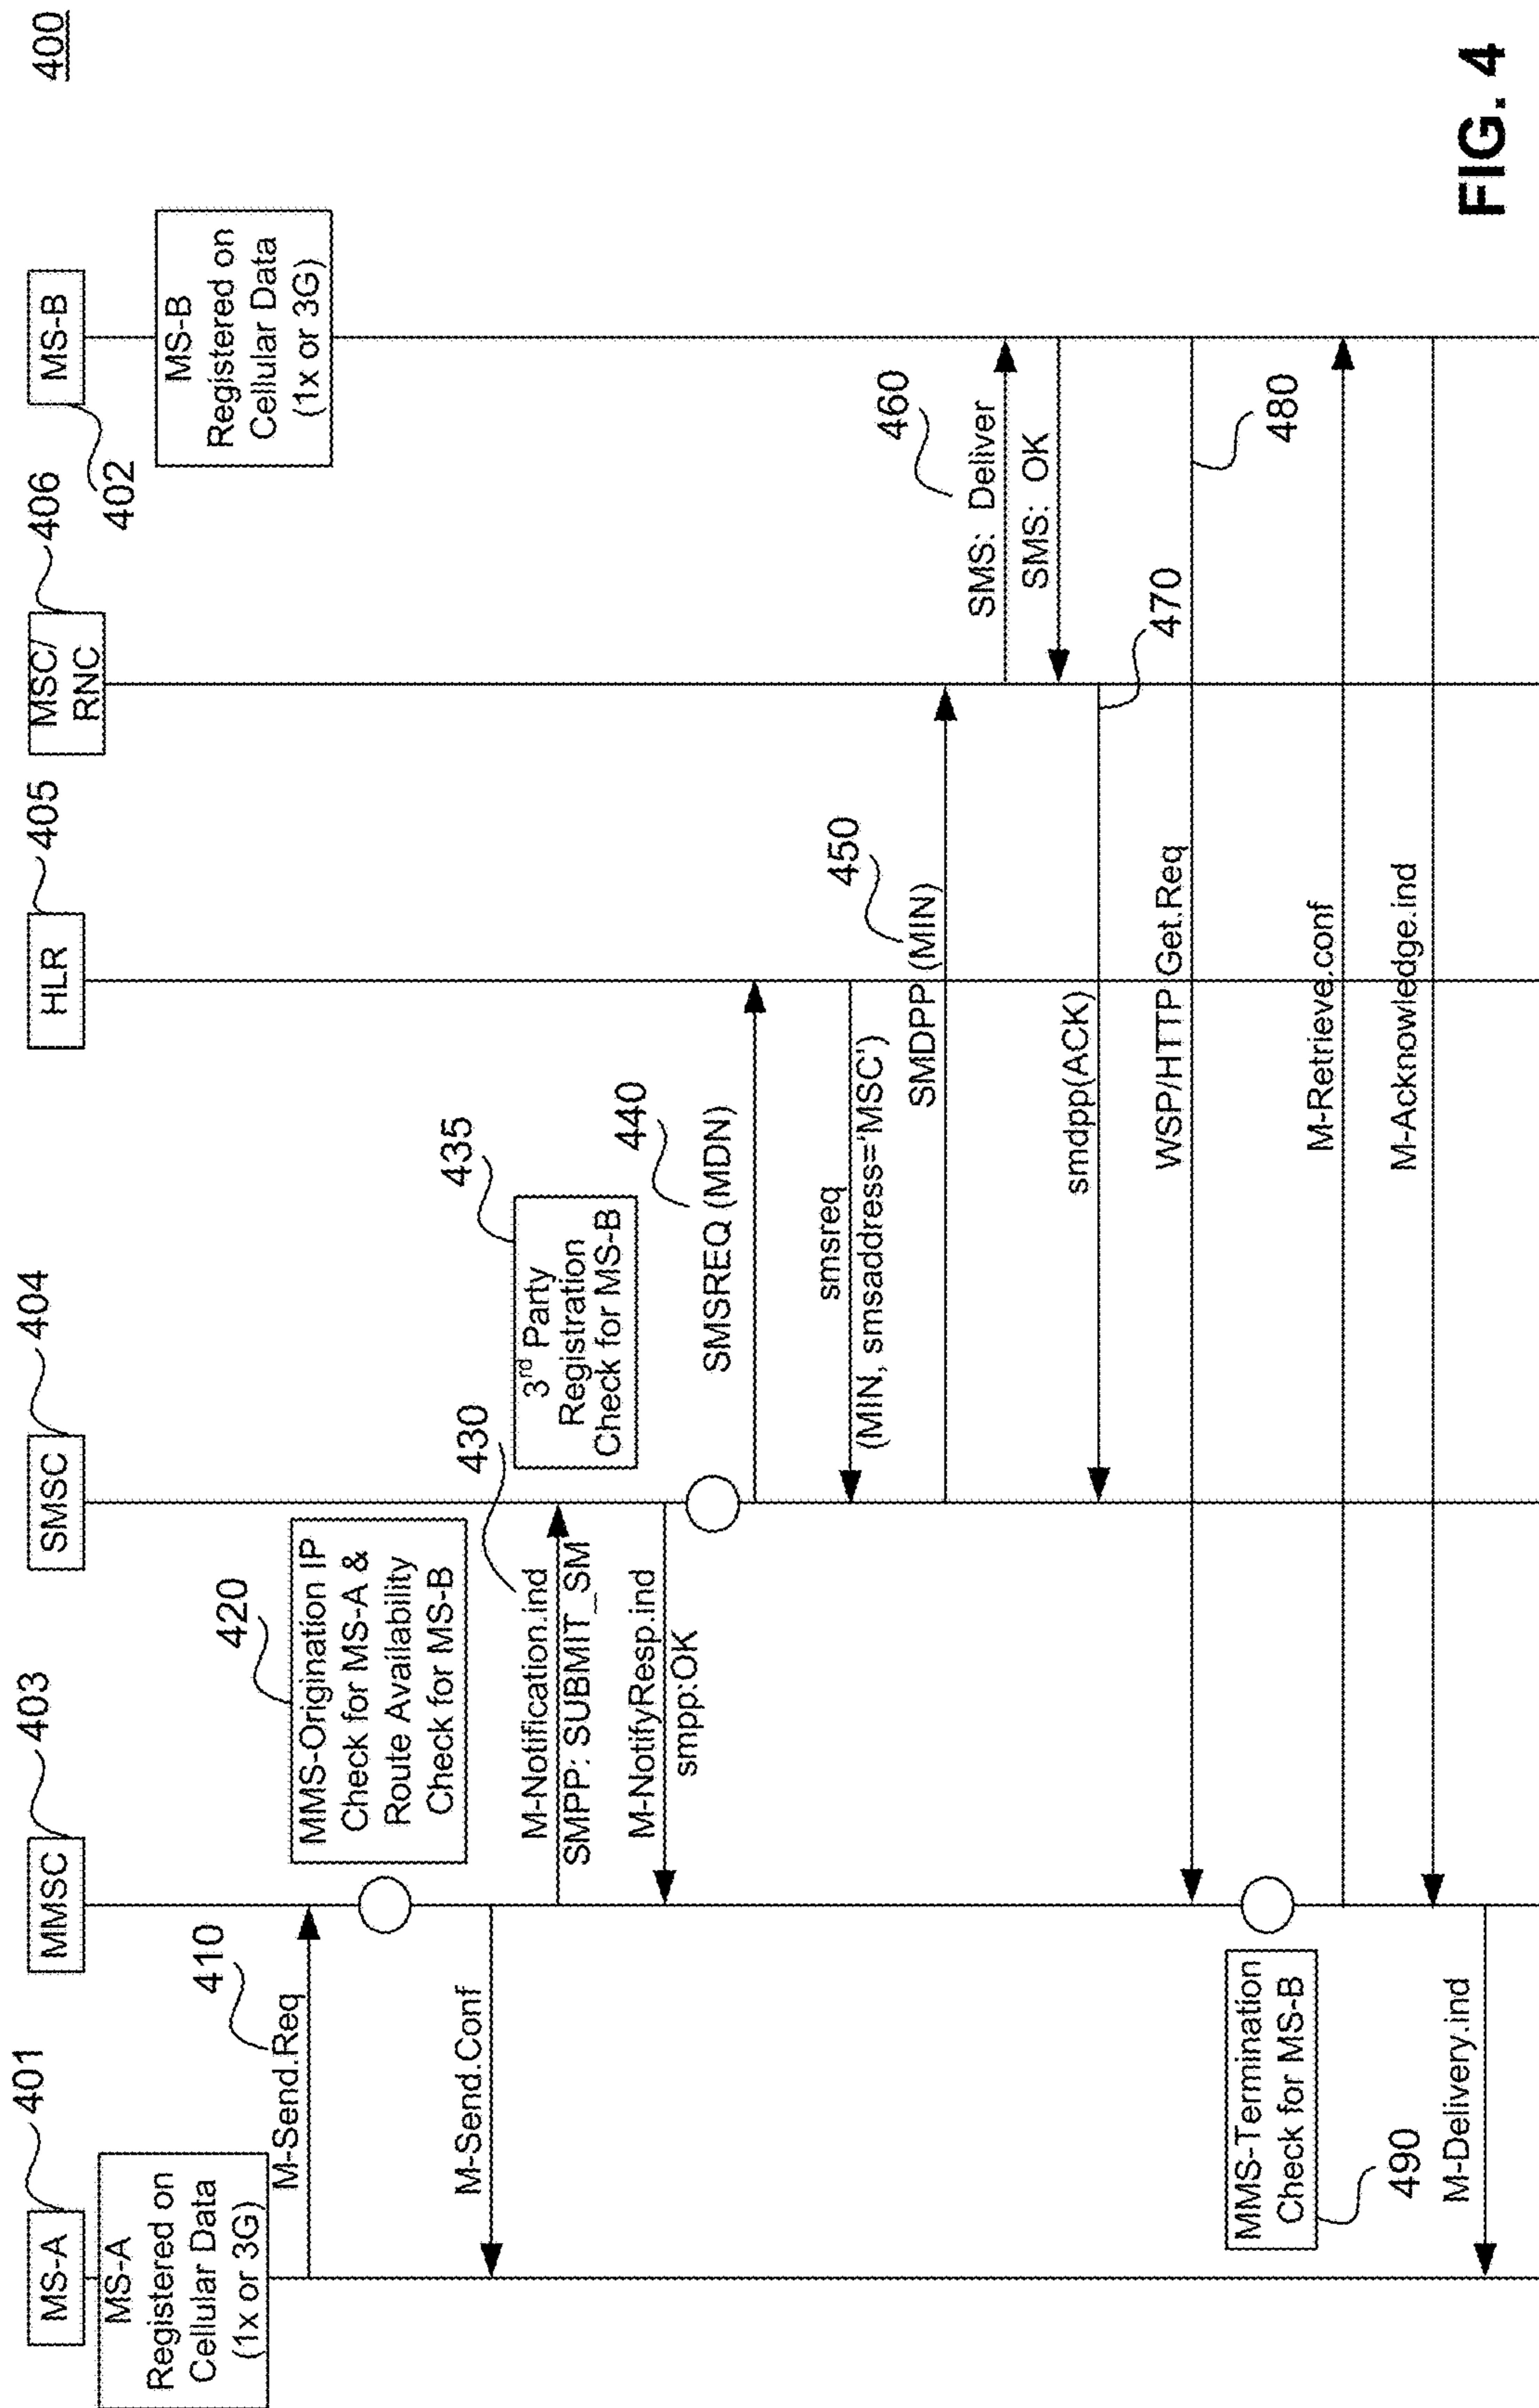 400
401
403
404
405
406
MS-A
MMSC
SMSC
HLR
MSC/
RNC
MS-B
402
MS-A
Registered on
Cellular Data
(1x or 3G)
MS-B
Registered on
Cellular Data
(1x or 3G)
410
M-Send.Req
420
MMS-Origination IP
Check for MS-A &
Route Availability
Check for MS-B
M-Send.Conf
430
M-Notification.ind
SMPP: SUBMIT_SM
435
3rd Party
Registration
Check for MS-B
M-NotifyResp.ind
smpp:OK
440
SMSREQ (MDN)
smsreq
(MIN, smsaddress='MSC')
450
SMDPP (MIN)
460
SMS: Deliver
SMS: OK
470
smdpp(ACK)
480
WSP/HTTP Get.Req
MMS-Termination
Check for MS-B
490
M-Retrieve.conf
M-Acknowledge.ind
M-Delivery.ind
FIG. 4